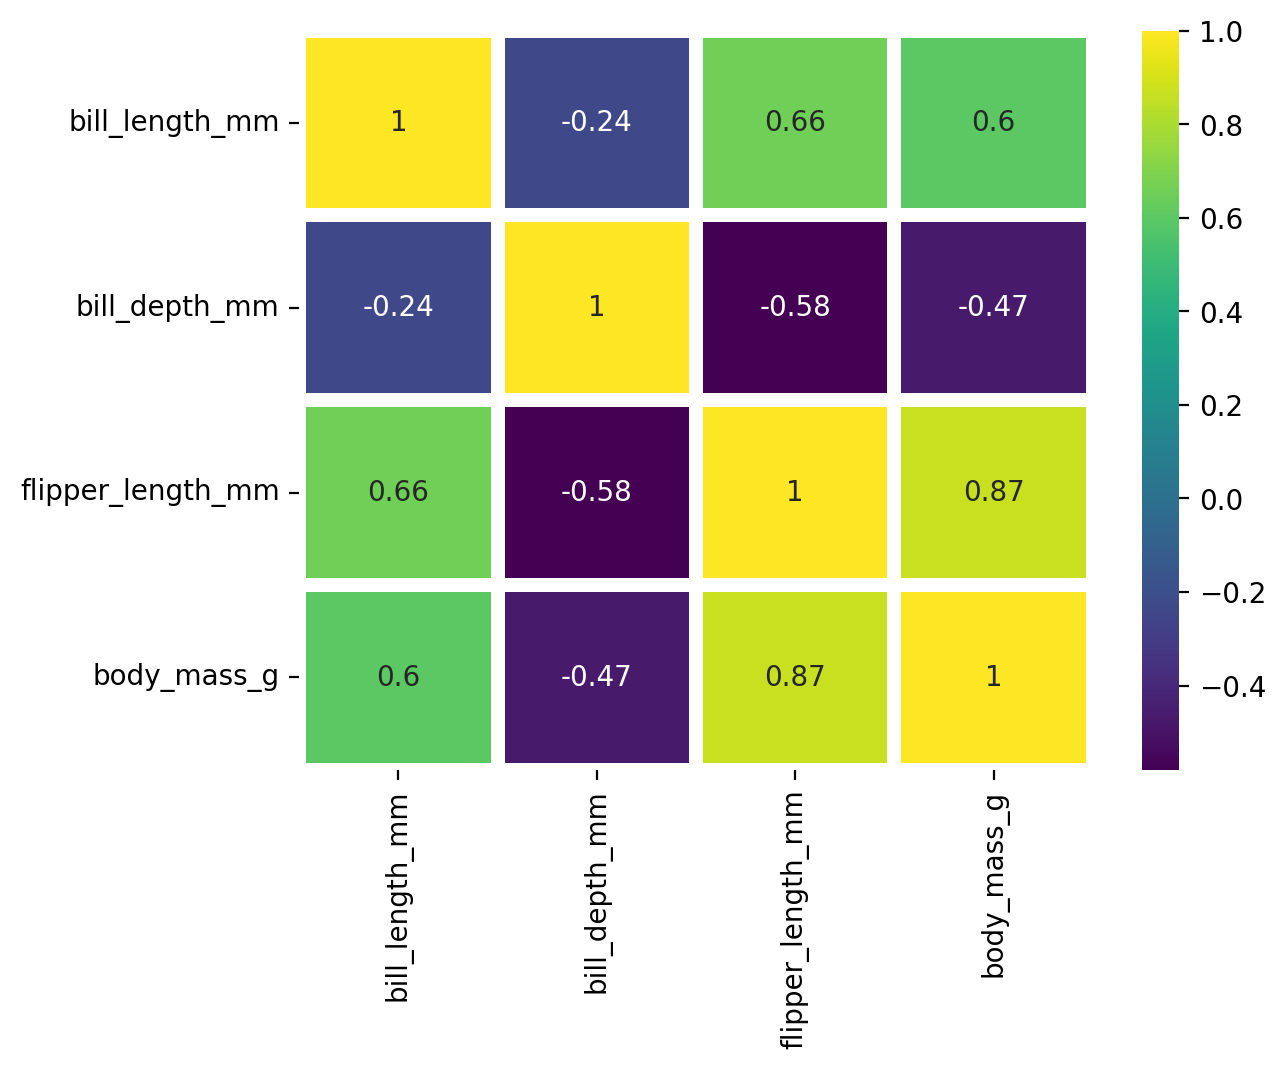 bill_length_mm 1 -0.24 0.66 0.6
bill_depth_mm -0.24 1 -0.58 -0.47
flipper_length_mm 0.66 -0.58 1 0.87
body_mass_g 0.6 -0.47 0.87 1
bill_length_mm
bill_depth_mm
flipper_length_mm
body_mass_g
1.0
0.8
0.6
0.4
0.2
0.0
−0.2
−0.4